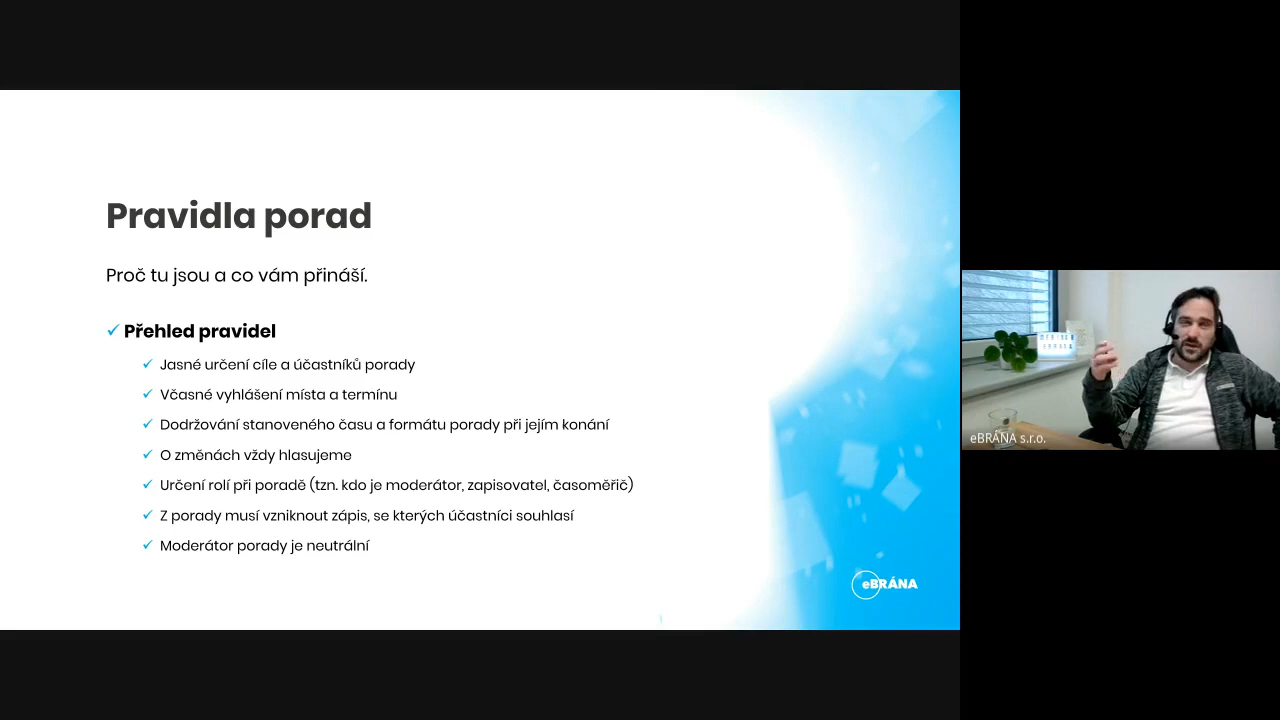 Pravidla porad
Proč tu jsou a co vám přináší.
Přehled pravidel
Jasné určení cíle a účastníků porady
Včasné vyhlášení místa a termínu
Dodržování stanoveného času a formátu porady při jejím konání
O změnách vždy hlasujeme
Určení rolí při poradě (tzn. kdo je moderátor, zapisovatel, časoměřič)
Z porady musí vzniknout zápis, se kterých účastníci souhlasí
Moderátor porady je neutrální
eBRÁNA
1
eBRÁNA s.r.o.